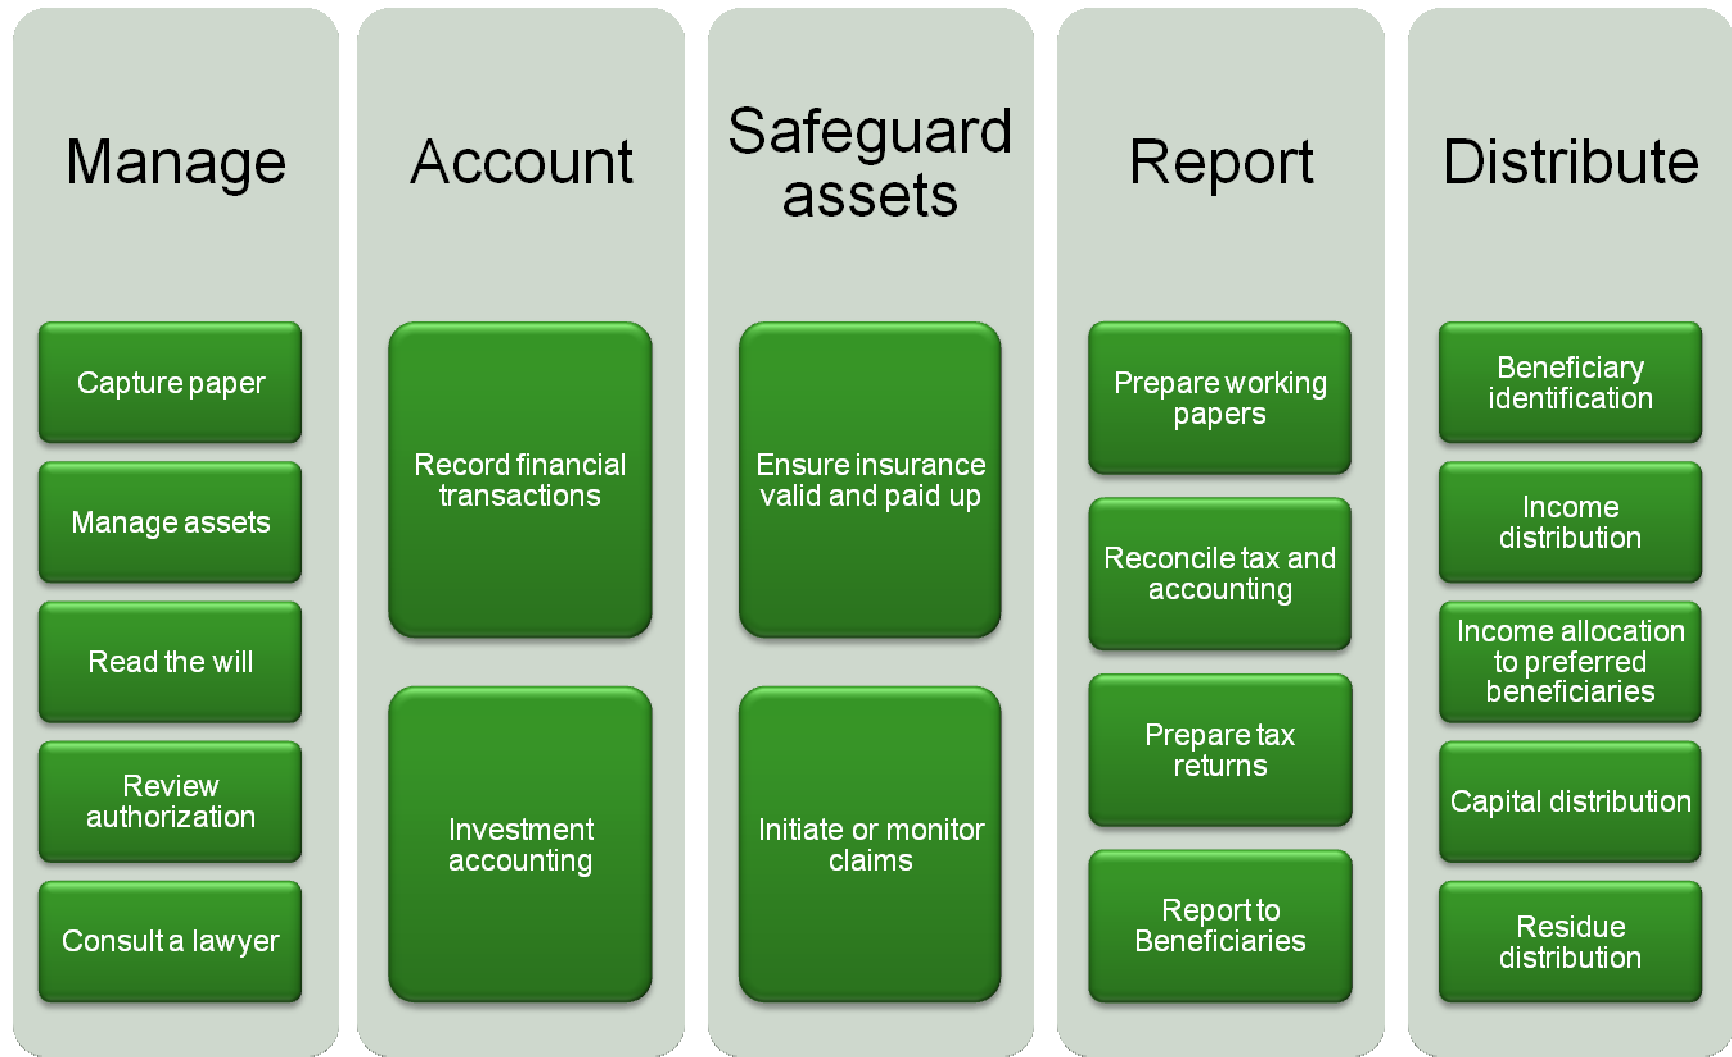 Manage
Capture paper
Manage assets
Read the will
Review
authorization
Consult a lawyer
Account
Record financial
transactions
Investment
accounting
Safeguard
assets
Ensure insurance
valid and paid up
Initiate or monitor
claims
Report
Prepare working
papers
Reconcile tax and
accounting
Prepare tax
returns
Report to
Beneficiaries
Distribute
Beneficiary
identification
Income
distribution
Income allocation
to preferred
beneficiaries
Capital distribution
Residue
distribution